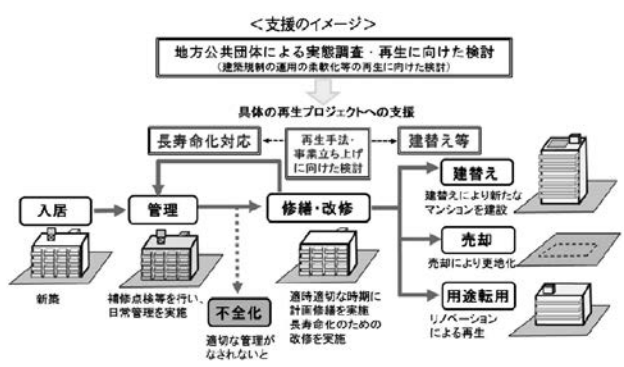 ＜支援のイメージ＞
地方公共団体による実態調査・再生に向けた検討
（建築規制の運用の柔軟化等の再生に向けた検討）
具体の再生プロジェクトへの支援
長寿命化対応
再生手法・
事業立ち上げ
に向けた検討
建替え等
入居
新築
管理
補修点検等を行い、
日常管理を実施
不全化
適切な管理が
なされないと
修繕・改修
適時適切な時期に
計画修繕を実施
長寿命化のための
改修を実施
建替え
建替えにより新たな
マンションを建設
売却
売却により更地化
用途転用
リノベーション
による再生